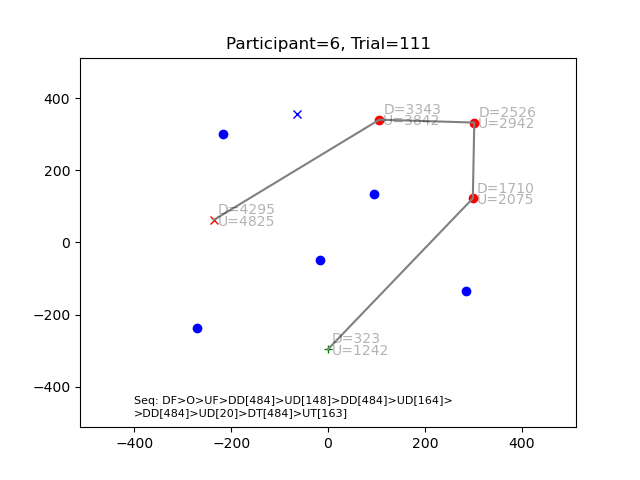 Participant=6, Trial=111
400
200
0
−200
−400
D=3343
U=3842
D=2526
U=2942
D=1710
U=2075
D=4295
U=4825
D=323
U=1242
Seq: DF>O>UF>DD[484]>UD[148]>DD[484]>UD[164]>
>DD[484]>UD[20]>DT[484]>UT[163]
−400 −200 0 200 400